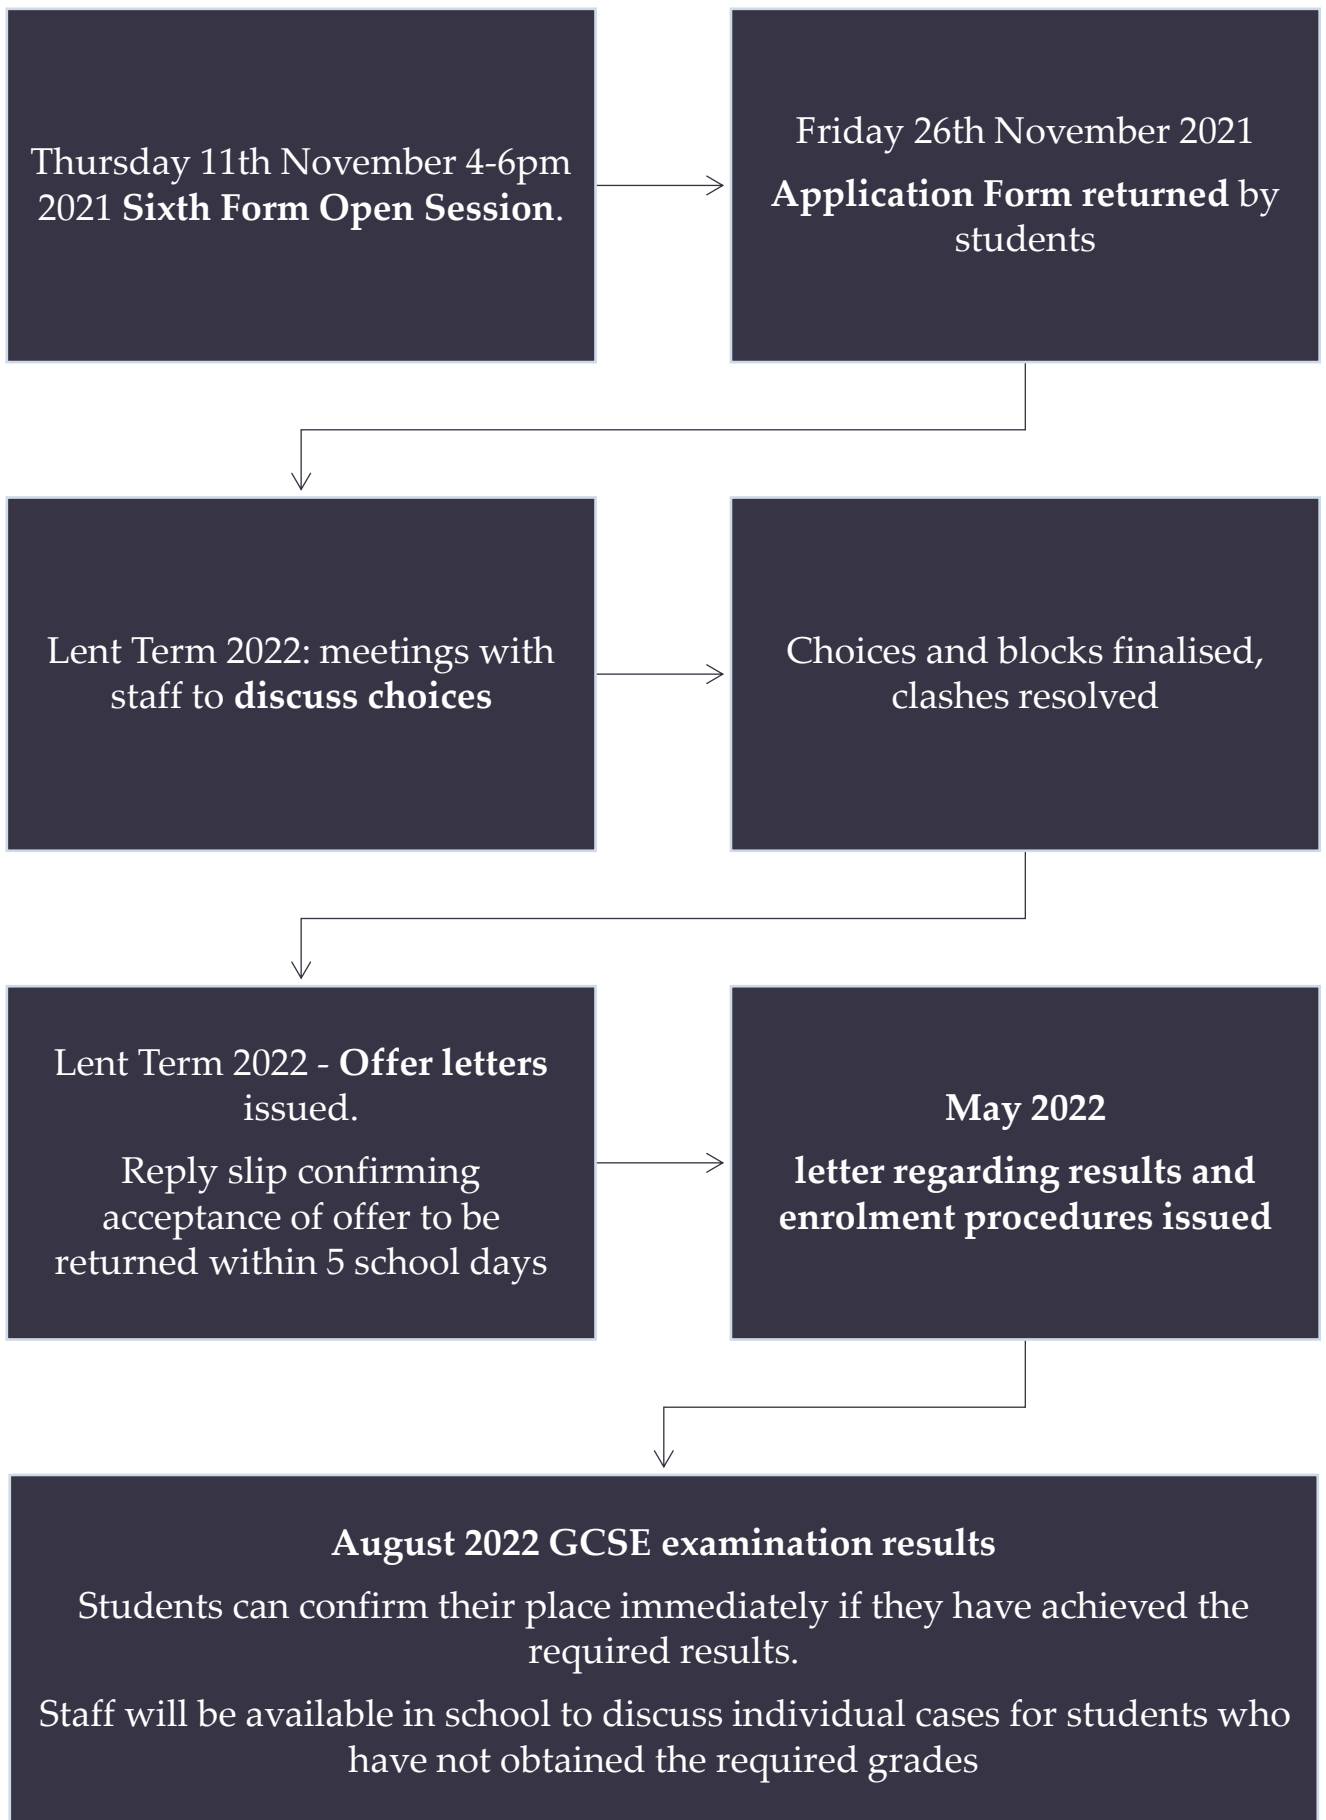 Thursday 11th November 4-6pm
2021 Sixth Form Open Session.
Friday 26th November 2021
Application Form returned by
students
Lent Term 2022: meetings with
staff to discuss choices
Choices and blocks finalised,
clashes resolved
Lent Term 2022 - Offer letters
issued.
Reply slip confirming
acceptance of offer to be
returned within 5 school days
May 2022
letter regarding results and
enrolment procedures issued
August 2022 GCSE examination results
Students can confirm their place immediately if they have achieved the
required results.
Staff will be available in school to discuss individual cases for students who
have not obtained the required grades